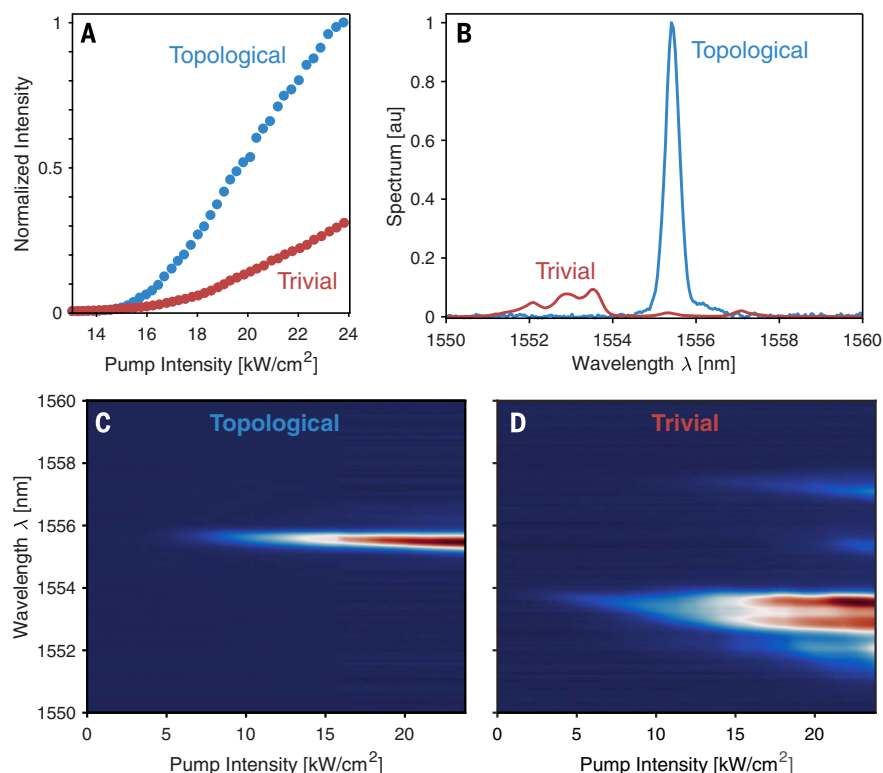 A
Topological
Trivial
Normalized Intensity
1
0.5
0
14 16 18 20 22 24
Pump Intensity [kW/cm2]
B
Topological
Trivial
Spectrum [au]
1
0.8
0.6
0.4
0.2
0
1550 1552 1554 1556 1558 1560
Wavelength λ [nm]
C
Topological
Wavelength λ [nm]
1560
1558
1556
1554
1552
1550
0 5 10 15 20
Pump Intensity [kW/cm2]
D
Trivial
0 5 10 15 20
Pump Intensity [kW/cm2]